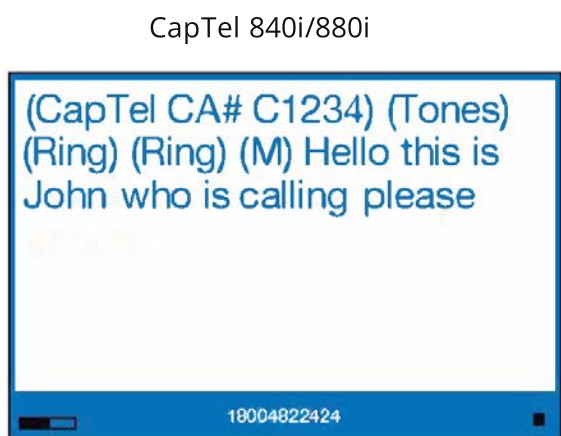 CapTel 840i/880i
(CapTel CA# C1234) (Tones)
(Ring) (Ring) (M) Hello this is
John who is calling please
18004822424